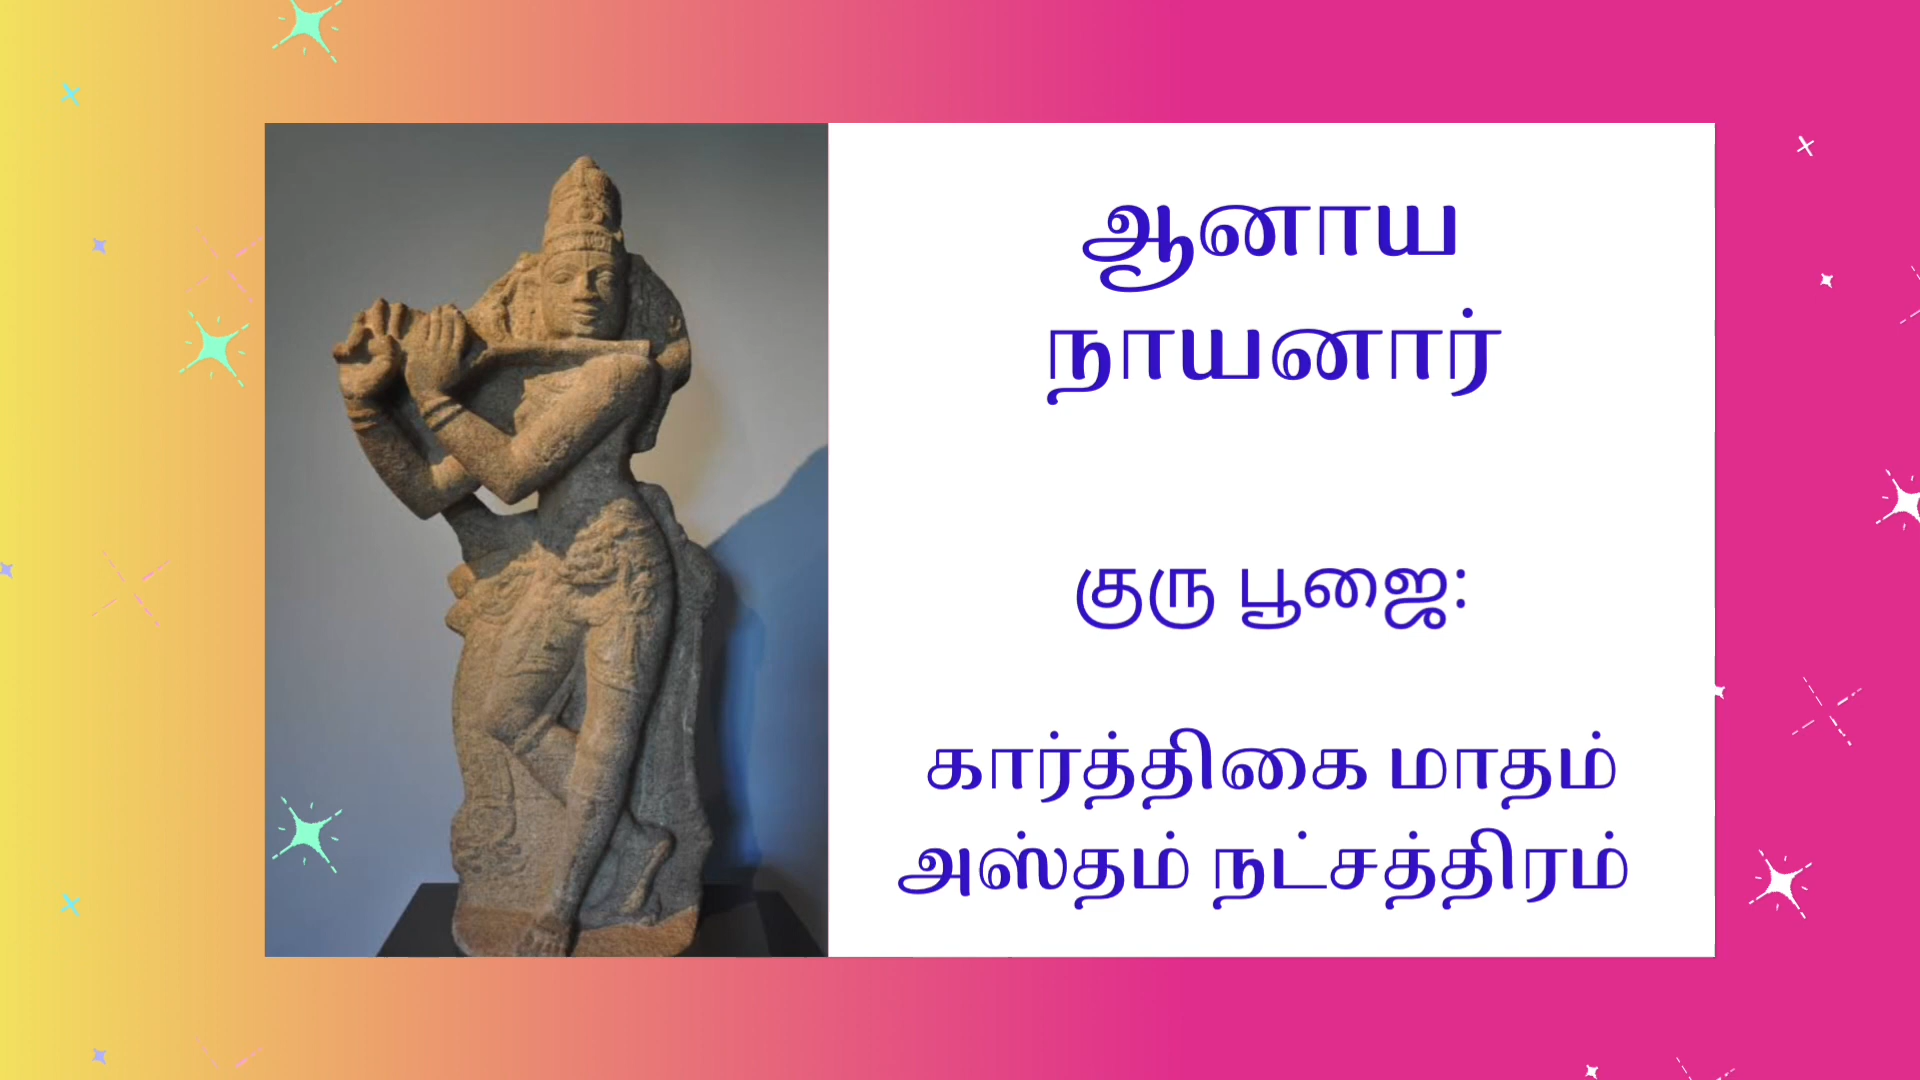 ஆனாய
நாயனார்
குரு பூஜை:
கார்த்திகை மாதம்
அஸ்தம் நட்சத்திரம்